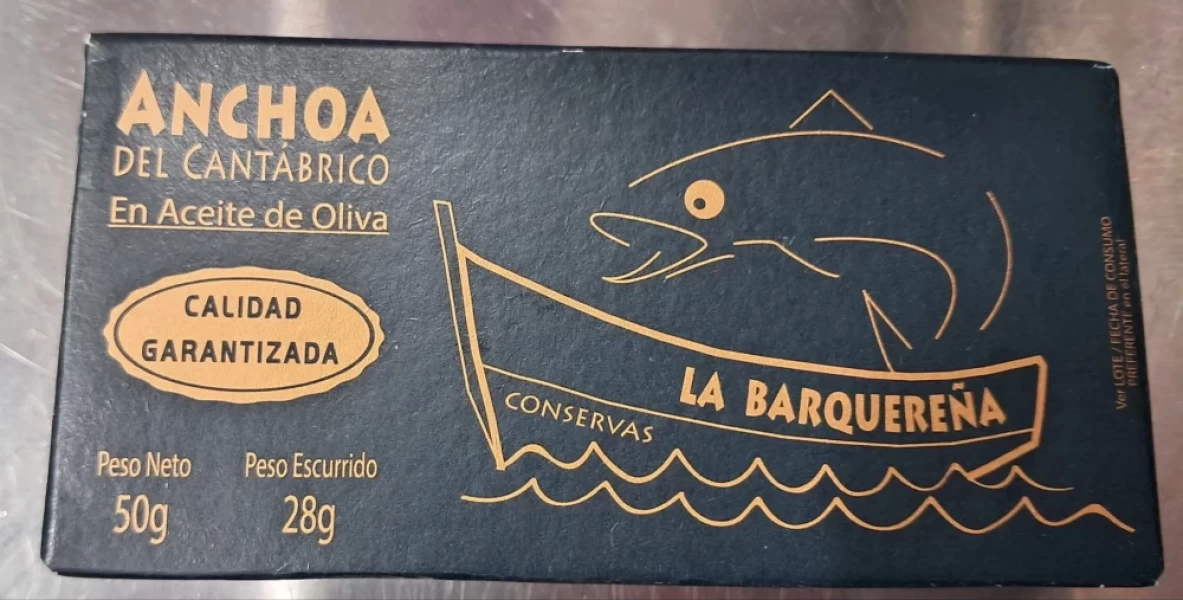 ANCHOA
DEL CANTÁBRICO
En Aceite de Oliva
CALIDAD
GARANTIZADA
Peso Neto
50g
Peso Escurrido
28g
CONSERVAS
LA BARQUEREÑA
Ver LOTE / FECHA DE CONSUMO
PREFERENTE en el lateral